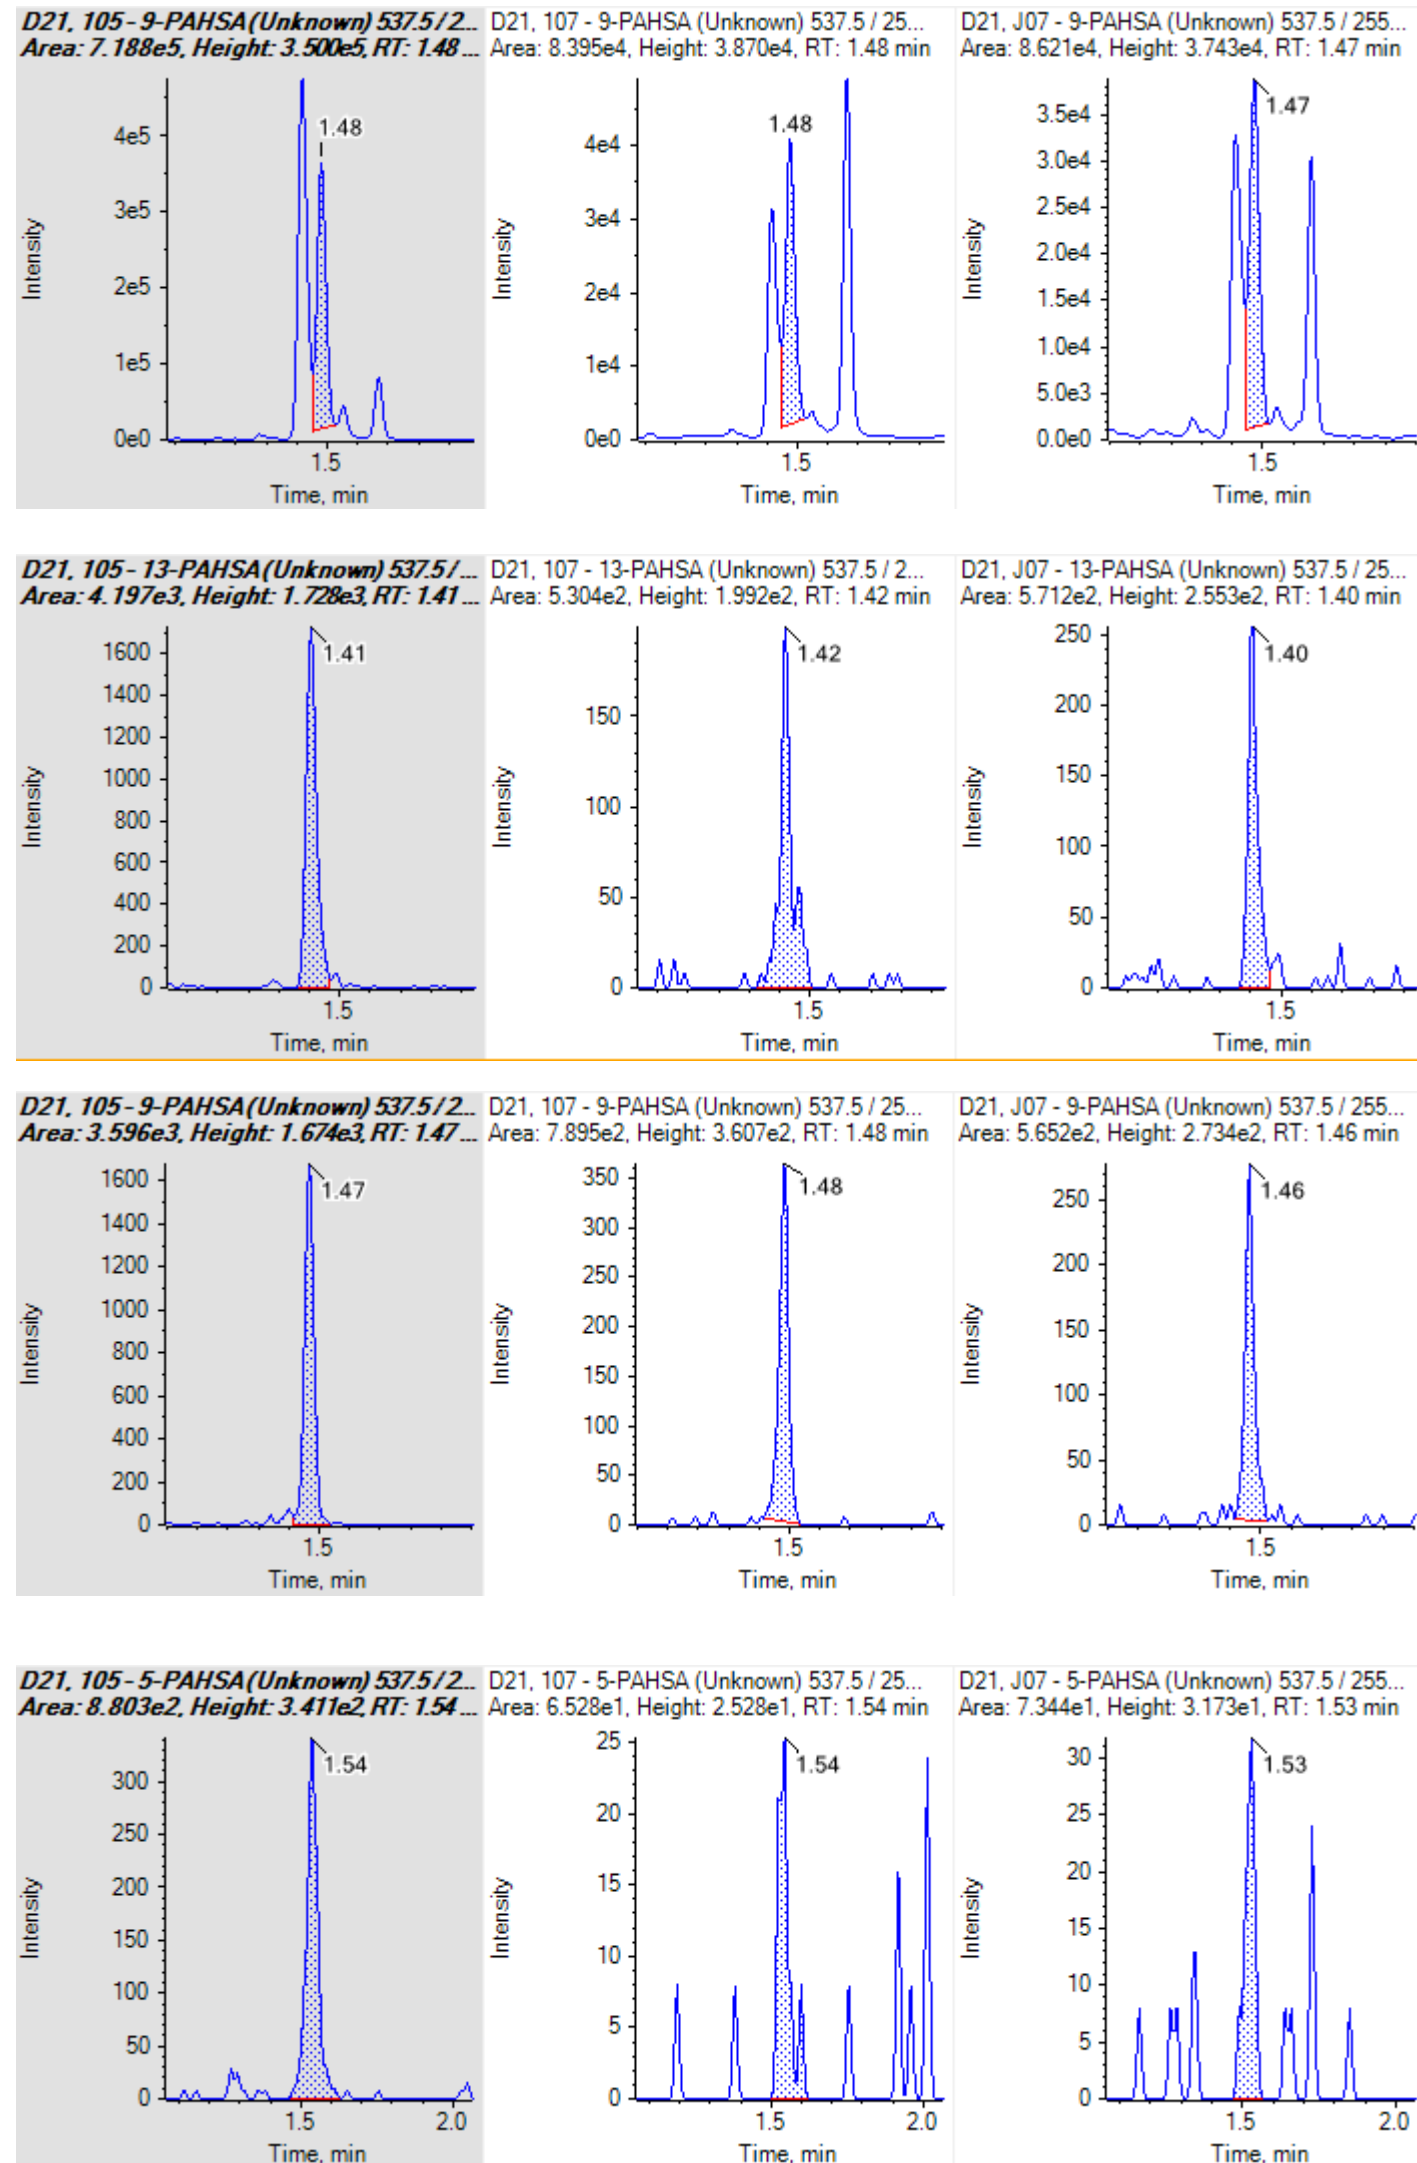 D21, 105 - 9-PAHSA (Unknown) 537.5 / 2...
Area: 7.188e5, Height: 3.500e5, RT: 1.48 ...
D21, 107 - 9-PAHSA (Unknown) 537.5 / 25...
Area: 8.395e4, Height: 3.870e4, RT: 1.48 min
D21, J07 - 9-PAHSA (Unknown) 537.5 / 255...
Area: 8.621e4, Height: 3.743e4, RT: 1.47 min
Intensity
4e5
3e5
2e5
1e5
0e0
1.48
1.5
Time, min
Intensity
4e4
3e4
2e4
1e4
0e0
1.48
1.5
Time, min
Intensity
3.5e4
3.0e4
2.5e4
2.0e4
1.5e4
1.0e4
5.0e3
0.0e0
1.47
1.5
Time, min
D21, 105 - 13-PAHSA (Unknown) 537.5 / ...
Area: 4.197e3, Height: 1.728e3, RT: 1.41 ...
D21, 107 - 13-PAHSA (Unknown) 537.5 / 2...
Area: 5.304e2, Height: 1.992e2, RT: 1.42 min
D21, J07 - 13-PAHSA (Unknown) 537.5 / 25...
Area: 5.712e2, Height: 2.553e2, RT: 1.40 min
Intensity
1600
1400
1200
1000
800
600
400
200
0
1.41
1.5
Time, min
Intensity
150
100
50
0
1.42
1.5
Time, min
Intensity
250
200
150
100
50
0
1.40
1.5
Time, min
D21, 105 - 9-PAHSA (Unknown) 537.5 / 2...
Area: 3.596e3, Height: 1.674e3, RT: 1.47 ...
D21, 107 - 9-PAHSA (Unknown) 537.5 / 25...
Area: 7.895e2, Height: 3.607e2, RT: 1.48 min
D21, J07 - 9-PAHSA (Unknown) 537.5 / 255...
Area: 5.652e2, Height: 2.734e2, RT: 1.46 min
Intensity
1600
1400
1200
1000
800
600
400
200
0
1.47
1.5
Time, min
Intensity
350
300
250
200
150
100
50
0
1.48
1.5
Time, min
Intensity
250
200
150
100
50
0
1.46
1.5
Time, min
D21, 105 - 5-PAHSA (Unknown) 537.5 / 2...
Area: 8.803e2, Height: 3.411e2, RT: 1.54 ...
D21, 107 - 5-PAHSA (Unknown) 537.5 / 25...
Area: 6.528e1, Height: 2.528e1, RT: 1.54 min
D21, J07 - 5-PAHSA (Unknown) 537.5 / 255...
Area: 7.344e1, Height: 3.173e1, RT: 1.53 min
Intensity
300
250
200
150
100
50
0
1.54
1.5
2.0
Time, min
Intensity
25
20
15
10
5
0
1.54
1.5
2.0
Time, min
Intensity
30
25
20
15
10
5
0
1.53
1.5
2.0
Time, min